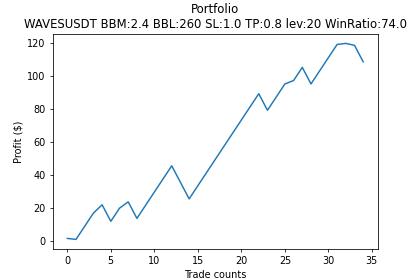 Portfolio
WAVESUSDT BBM:2.4 BBL:260 SL:1.0 TP:0.8 lev:20 WinRatio:74.0
120
100
80
60
40
20
0
Profit ($)
0 5 10 15 20 25 30 35
Trade counts